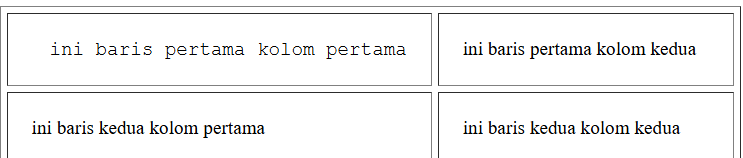 ini baris pertama kolom pertama
ini baris pertama kolom kedua
ini baris kedua kolom pertama
ini baris kedua kolom kedua